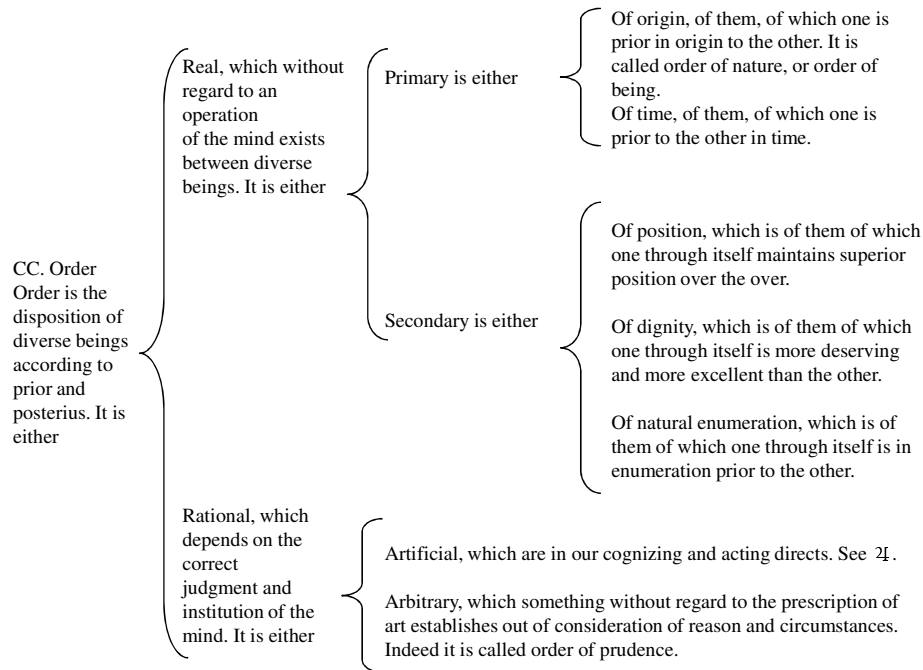 CC. Order
Order is the
disposition of
diverse beings
according to
prior and
posterius. It is
either
Real, which without
regard to an
operation
of the mind exists
between diverse
beings. It is either
Primary is either
Of origin, of them, of which one is
prior in origin to the other. It is
called order of nature, or order of
being.
Of time, of them, of which one is
prior to the other in time.
Secondary is either
Of position, which is of them of which
one through itself maintains superior
position over the over.
Of dignity, which is of them of which
one through itself is more deserving
and more excellent than the other.
Of natural enumeration, which is of
them of which one through itself is in
enumeration prior to the other.
Rational, which
depends on the
correct
judgment and
institution of the
mind. It is either
Artificial, which are in our cognizing and acting directs. See ♃.
Arbitrary, which something without regard to the prescription of
art establishes out of consideration of reason and circumstances.
Indeed it is called order of prudence.